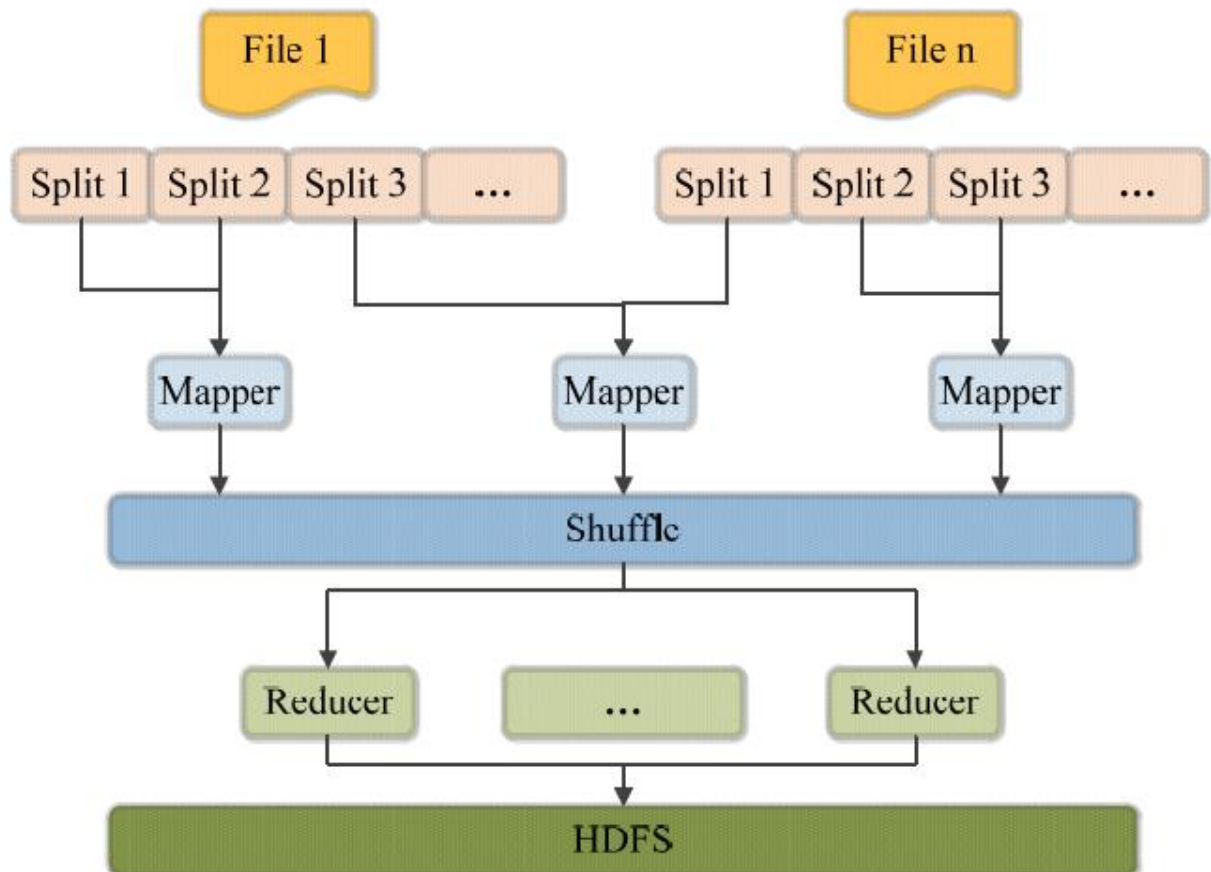 File 1
File n
Split 1 Split 2 Split 3 ...
Split 1 Split 2 Split 3 ...
Mapper
Mapper
Mapper
Shuffle
Reducer
...
Reducer
HDFS